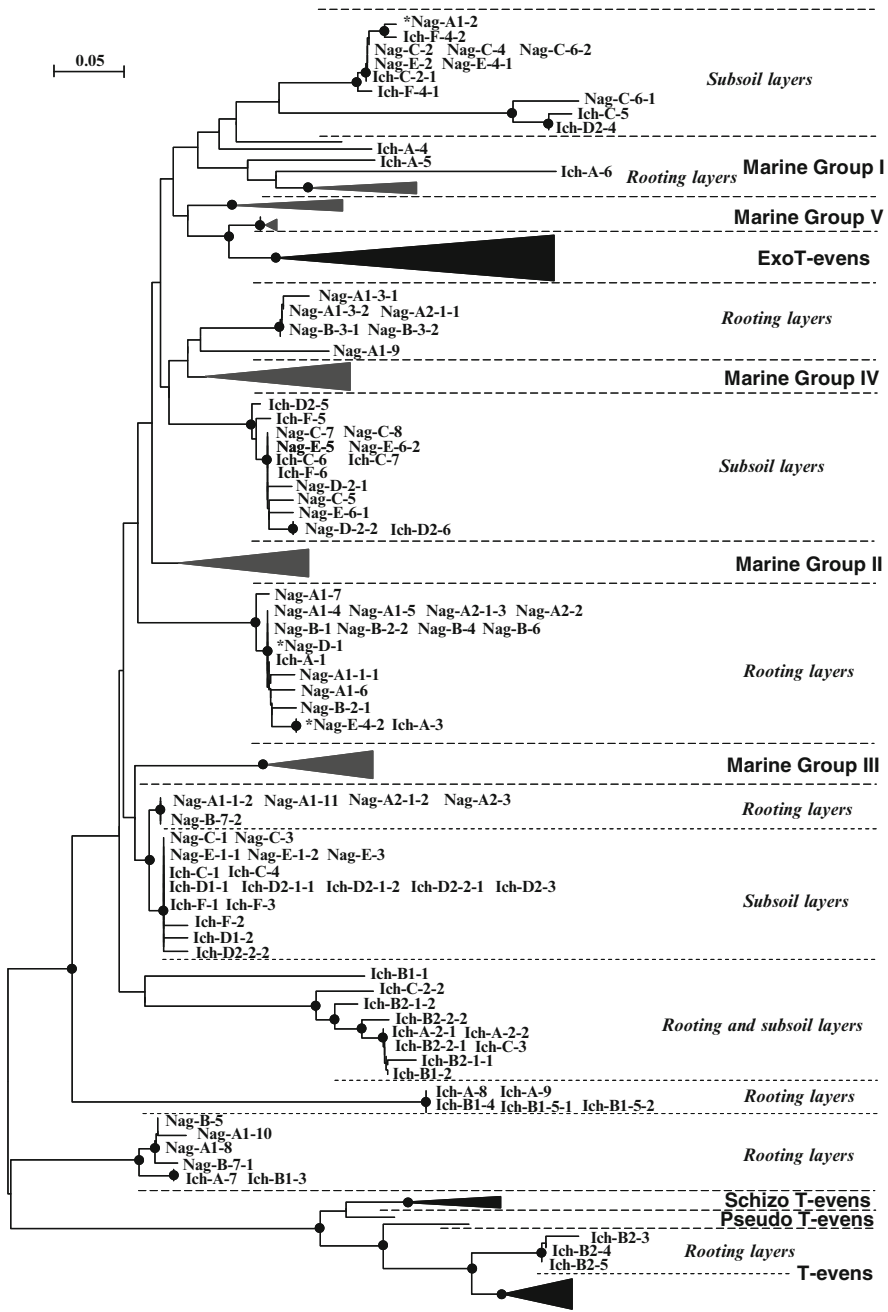 *Nag-A1-2
Ich-F-4-2
0.05
Nag-C-2 Nag-C-4 Nag-C-6-2
Nag-E-2 Nag-E-4-1
Ich-C-2-1
Subsoil layers
Ich-F-4-1
Nag-C-6-1
Ich-C-5
Ich-D2-4
Ich-A-4
Ich-A-5
Marine Group I
Ich-A-6
Rooting layers
Marine Group V
ExoT-evens
Nag-A1-3-1
Nag-A1-3-2 Nag-A2-1-1
Rooting layers
Nag-B-3-1 Nag-B-3-2
Nag-A1-9
Marine Group IV
Ich-D2-5
Ich-F-5
Nag-C-7 Nag-C-8
Nag-E-5 Nag-E-6-2
Ich-C-6 Ich-C-7
Subsoil layers
Ich-F-6
Nag-D-2-1
Nag-C-5
Nag-E-6-1
Nag-D-2-2 Ich-D2-6
Marine Group II
Nag-A1-7
Nag-A1-4 Nag-A1-5 Nag-A2-1-3 Nag-A2-2
Nag-B-1 Nag-B-2-2 Nag-B-4 Nag-B-6
*Nag-D-1
Ich-A-1
Rooting layers
Nag-A1-1-1
Nag-A1-6
Nag-B-2-1
*Nag-E-4-2 Ich-A-3
Marine Group III
Nag-A1-1-2 Nag-A1-11 Nag-A2-1-2 Nag-A2-3
Rooting layers
Nag-B-7-2
Nag-C-1 Nag-C-3
Nag-E-1-1 Nag-E-1-2 Nag-E-3
Ich-C-1 Ich-C-4
Ich-D1-1 Ich-D2-1-1 Ich-D2-1-2 Ich-D2-2-1 Ich-D2-3
Subsoil layers
Ich-F-1 Ich-F-3
Ich-F-2
Ich-D1-2
Ich-D2-2-2
Ich-B1-1
Ich-C-2-2
Ich-B2-1-2
Ich-B2-2-2
Rooting and subsoil layers
Ich-A-2-1 Ich-A-2-2
Ich-B2-2-1 Ich-C-3
Ich-B2-1-1
Ich-B1-2
Ich-A-8 Ich-A-9
Rooting layers
Ich-B1-4 Ich-B1-5-1 Ich-B1-5-2
Nag-B-5
Nag-A1-10
Nag-A1-8
Rooting layers
Nag-B-7-1
Ich-A-7 Ich-B1-3
Schizo T-evens
Pseudo T-evens
Ich-B2-3
Ich-B2-4
Rooting layers
Ich-B2-5
T-evens